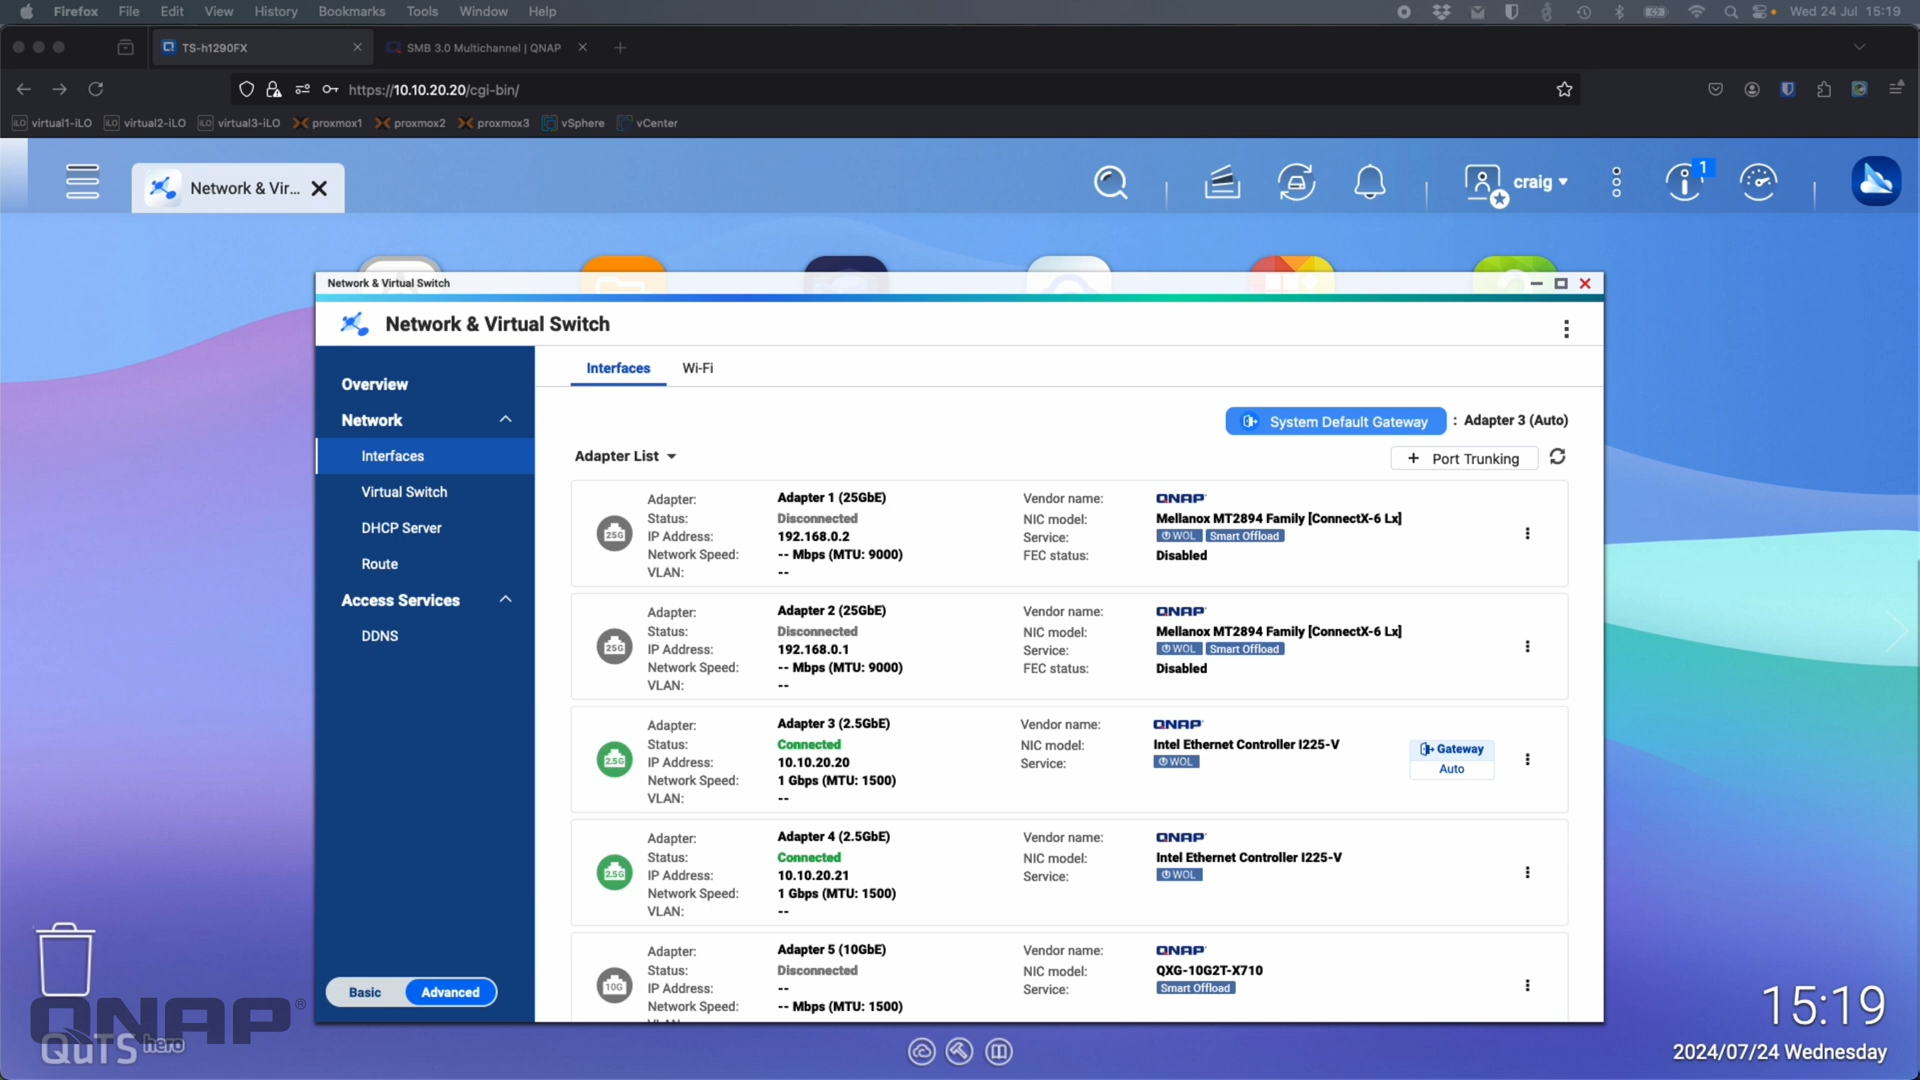 Firefox File Edit View History Bookmarks Tools Window Help Wed 24 Jul 15:19
TS-h1290FX SMB 3.0 Multichannel | QNAP
https://10.10.20.20/cgi-bin/
iLO virtual1-iLO iLO virtual2-iLO iLO virtual3-iLO proxmox1 proxmox2 proxmox3 vSphere vCenter
Network & Vir... craig 1
Network & Virtual Switch
Network & Virtual Switch
Overview
Network
Interfaces
Virtual Switch
DHCP Server
Route
Access Services
DDNS
Basic Advanced
Interfaces Wi-Fi
System Default Gateway : Adapter 3 (Auto)
Adapter List + Port Trunking
25G
Adapter: Adapter 1 (25GbE) Vendor name: QNAP
Status: Disconnected NIC model: Mellanox MT2894 Family [ConnectX-6 Lx]
IP Address: 192.168.0.2 Service: WOL Smart Offload
Network Speed: -- Mbps (MTU: 9000) FEC status: Disabled
VLAN: --
25G
Adapter: Adapter 2 (25GbE) Vendor name: QNAP
Status: Disconnected NIC model: Mellanox MT2894 Family [ConnectX-6 Lx]
IP Address: 192.168.0.1 Service: WOL Smart Offload
Network Speed: -- Mbps (MTU: 9000) FEC status: Disabled
VLAN: --
2.5G
Adapter: Adapter 3 (2.5GbE) Vendor name: QNAP
Status: Connected NIC model: Intel Ethernet Controller I225-V Gateway
IP Address: 10.10.20.20 Service: WOL Auto
Network Speed: 1 Gbps (MTU: 1500)
VLAN: --
2.5G
Adapter: Adapter 4 (2.5GbE) Vendor name: QNAP
Status: Connected NIC model: Intel Ethernet Controller I225-V
IP Address: 10.10.20.21 Service: WOL
Network Speed: 1 Gbps (MTU: 1500)
VLAN: --
10G
Adapter: Adapter 5 (10GbE) Vendor name: QNAP
Status: Disconnected NIC model: QXG-10G2T-X710
IP Address: -- Service: Smart Offload
Network Speed: -- Mbps (MTU: 1500)
QNAP®
QuTS hero
15:19
2024/07/24 Wednesday